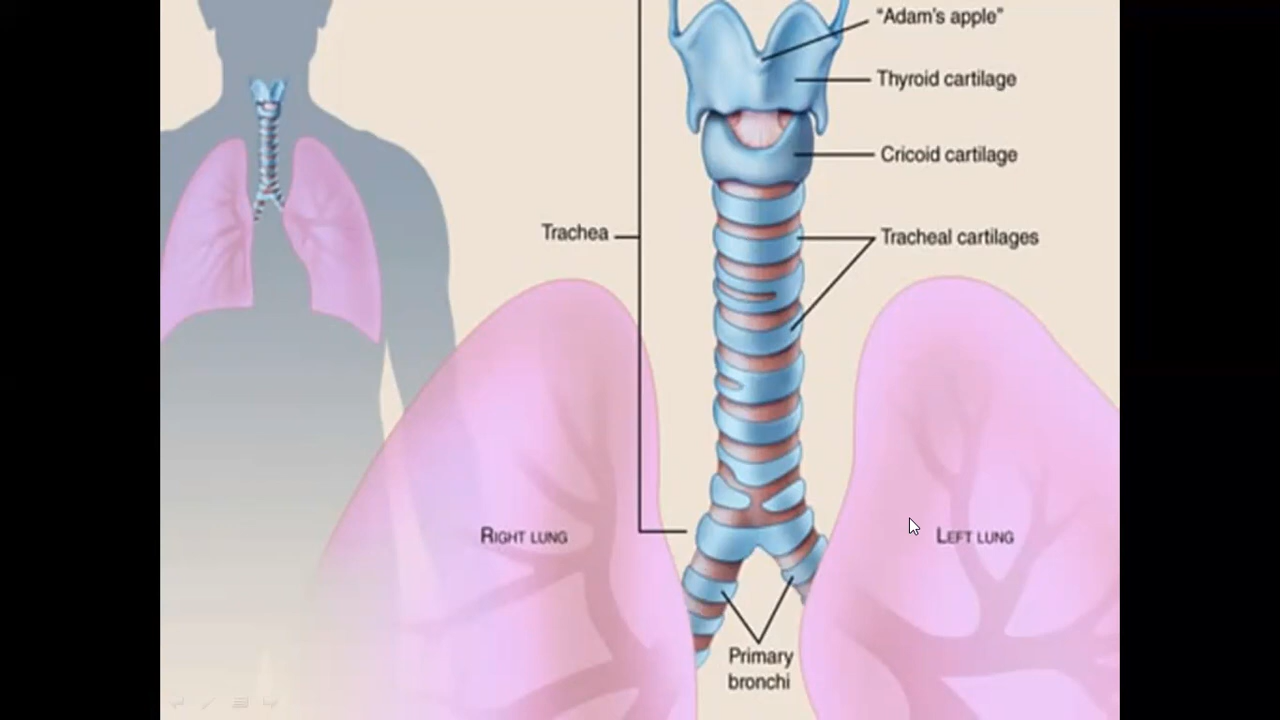 "Adam's apple"
Thyroid cartilage
Cricoid cartilage
Trachea
Tracheal cartilages
RIGHT LUNG
LEFT LUNG
Primary
bronchi